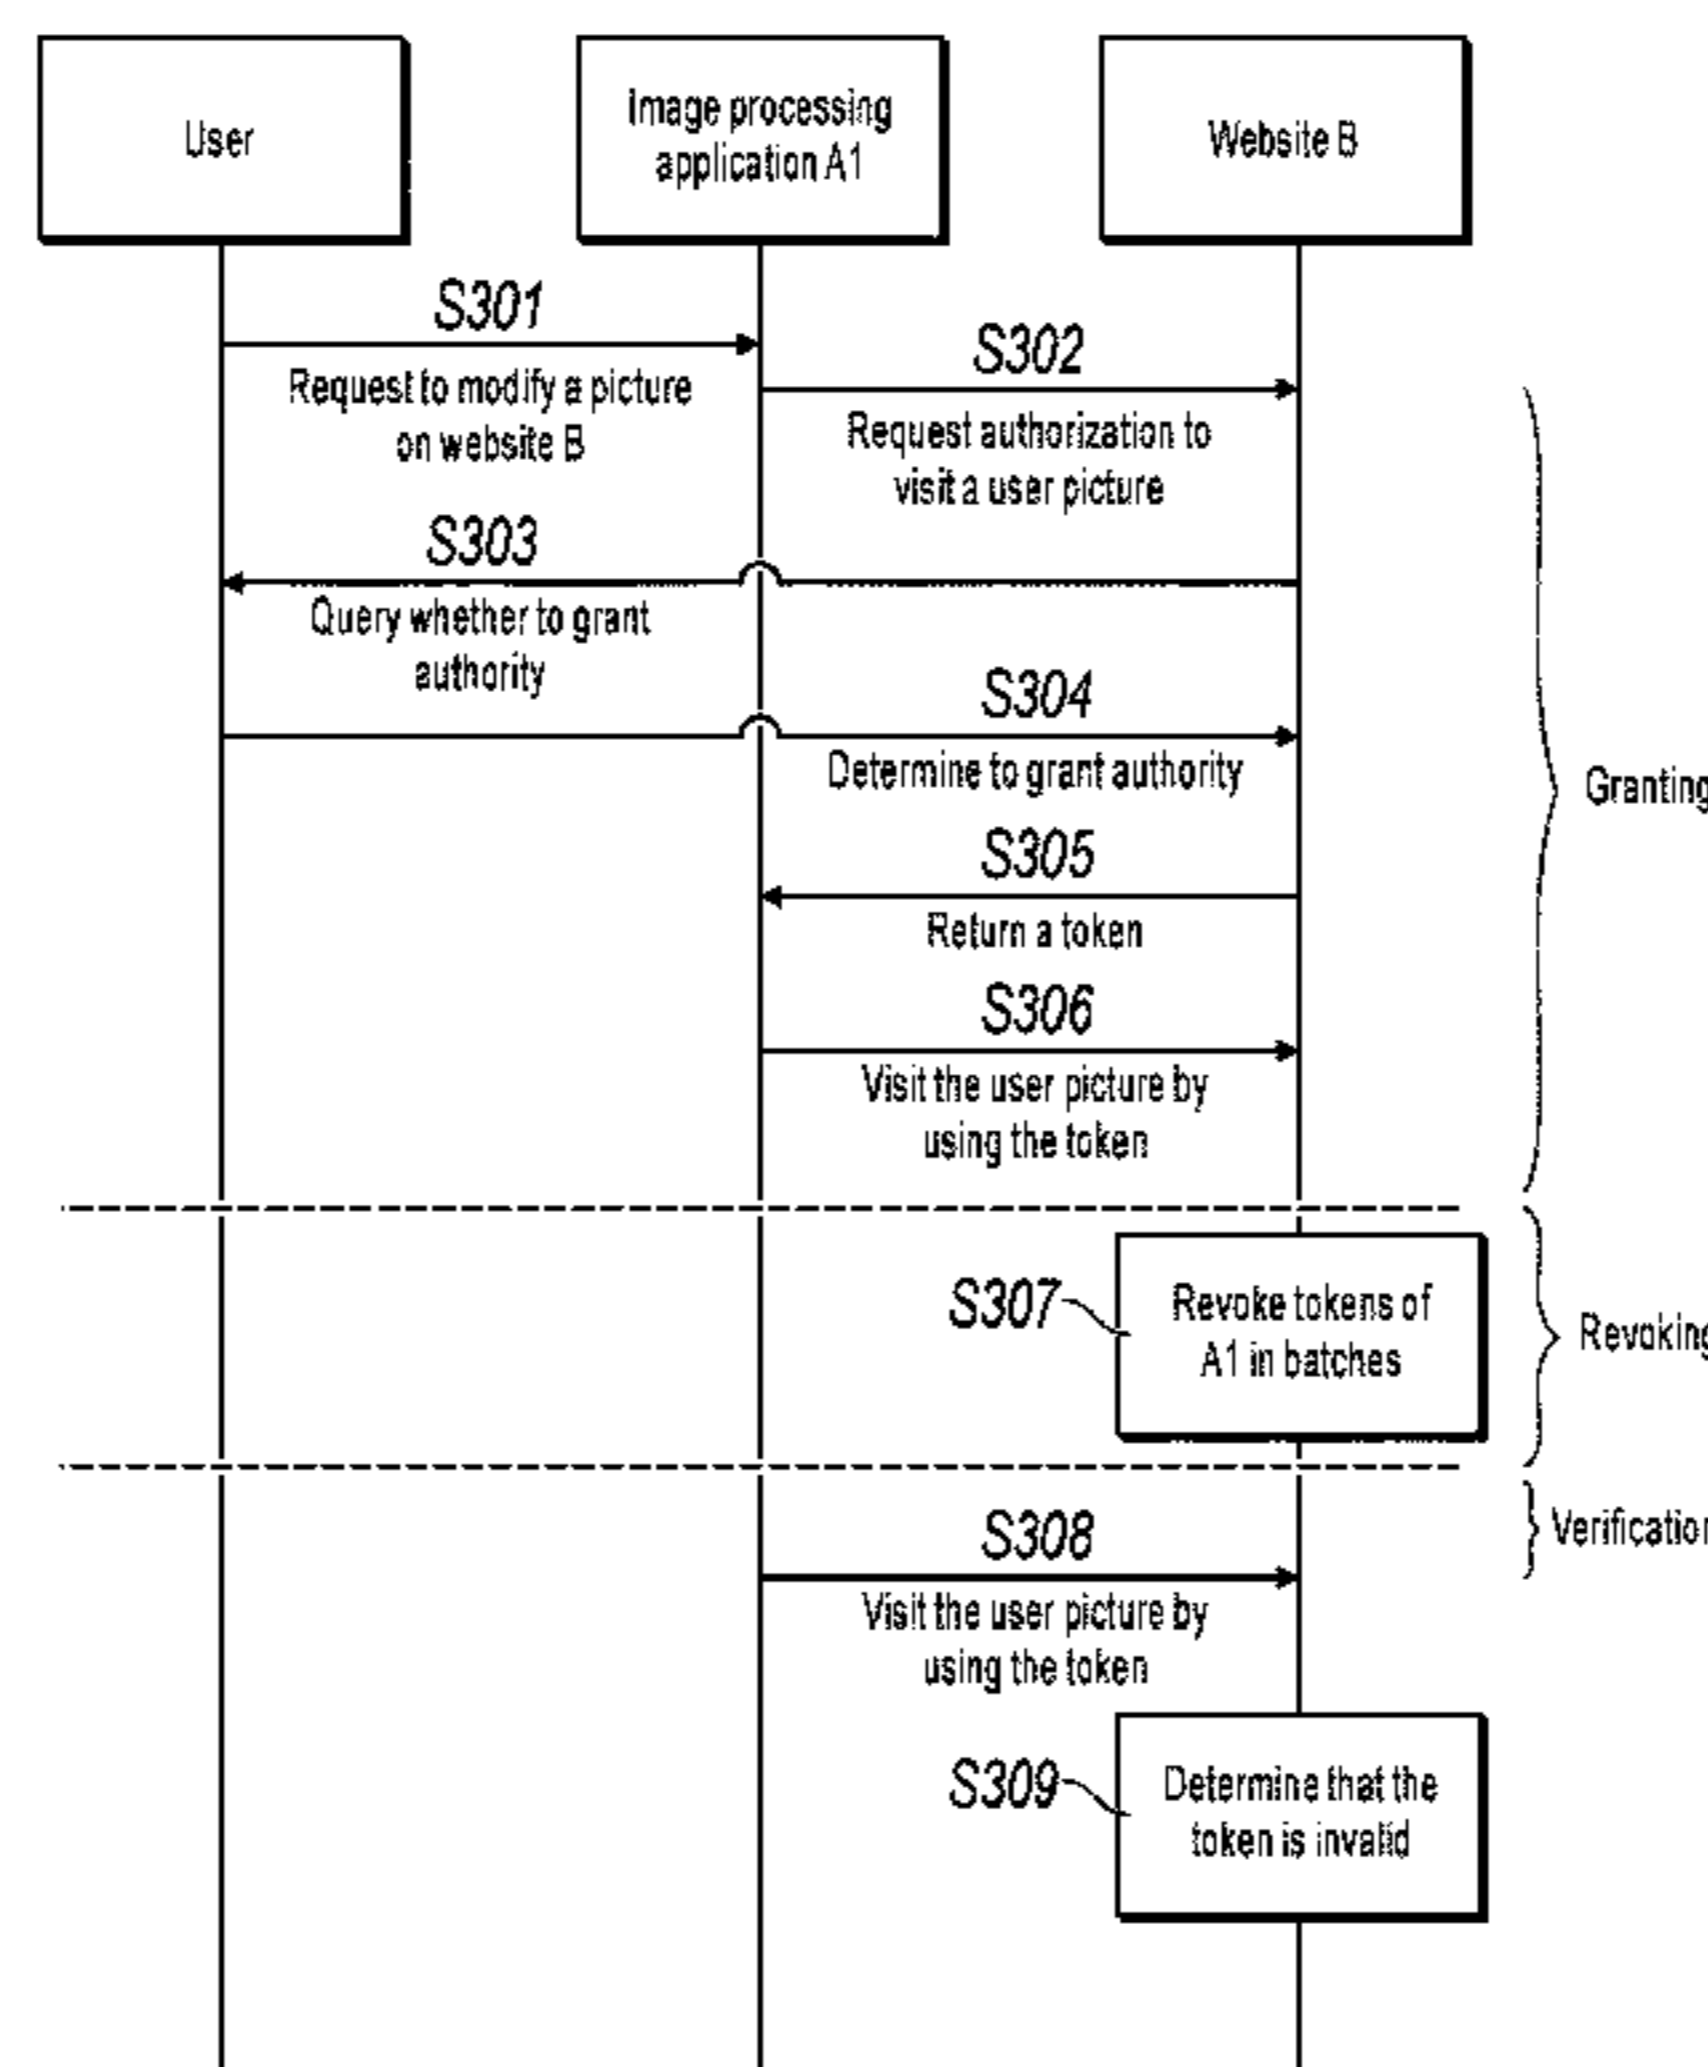 User
Image processing
application A1
Website B
S301
Request to modify a picture
on website B
S302
Request authorization to
visit a user picture
S303
Query whether to grant
authority
S304
Determine to grant authority
S305
Return a token
S306
Visit the user picture by
using the token
Granting
S307
Revoke tokens of
A1 in batches
Revoking
S308
Visit the user picture by
using the token
Verification
S309
Determine that the
token is invalid